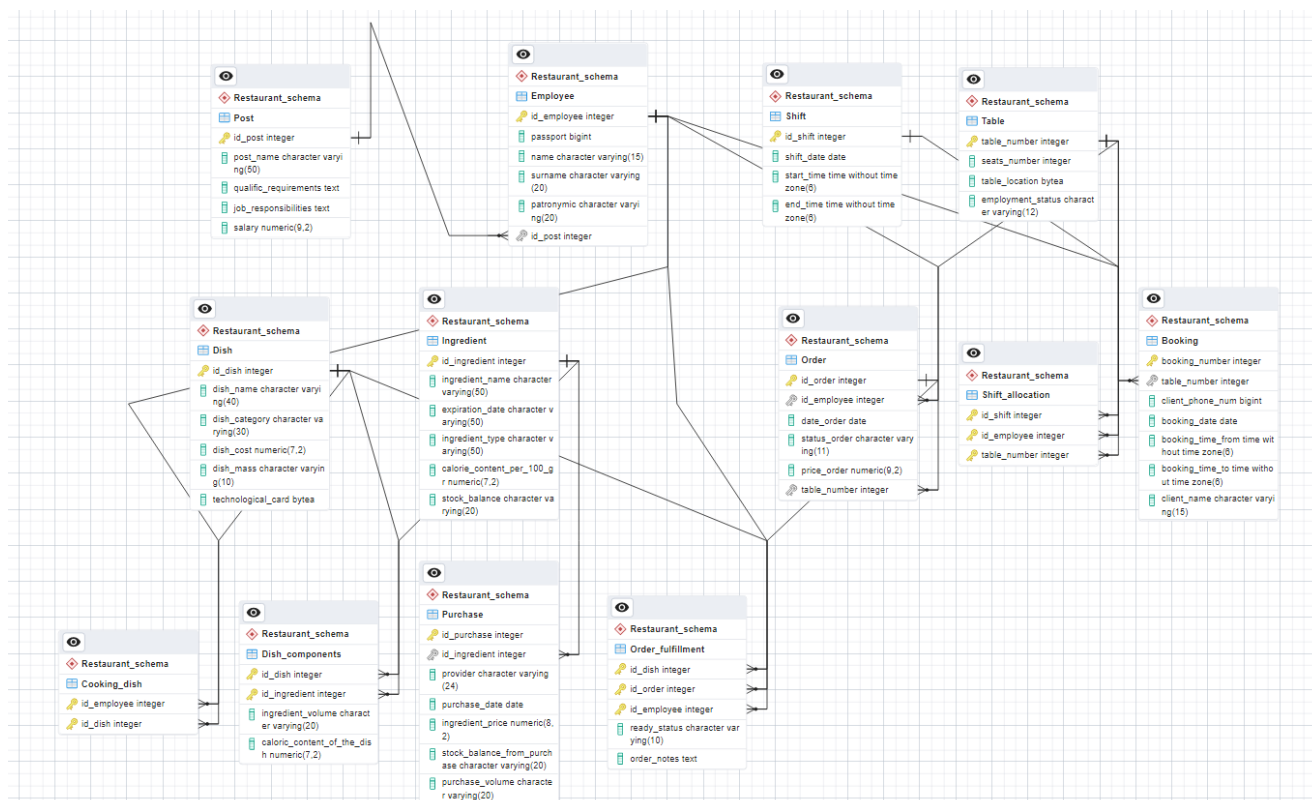 Restaurant_schema
Post
id_post integer
post_name character varyi
ng(50)
qualific_requirements text
job_responsibilities text
salary numeric(9,2)
Restaurant_schema
Employee
id_employee integer
passport bigint
name character varying(15)
surname character varying
(20)
patronymic character varyi
ng(20)
id_post integer
Restaurant_schema
Shift
id_shift integer
shift_date date
start_time time without time
zone(6)
end_time time without time
zone(6)
Restaurant_schema
Table
table_number integer
seats_number integer
table_location bytea
employment_status charact
er varying(12)
Restaurant_schema
Dish
id_dish integer
dish_name character varyi
ng(40)
dish_category character va
rying(30)
dish_cost numeric(7,2)
dish_mass character varyin
g(10)
technological_card bytea
Restaurant_schema
Ingredient
id_ingredient integer
ingredient_name character
varying(50)
expiration_date character v
arying(50)
ingredient_type character v
arying(50)
calorie_content_per_100_g
r numeric(7,2)
stock_balance character va
rying(20)
Restaurant_schema
Order
id_order integer
id_employee integer
date_order date
status_order character vary
ing(11)
price_order numeric(9,2)
table_number integer
Restaurant_schema
Shift_allocation
id_shift integer
id_employee integer
table_number integer
Restaurant_schema
Booking
booking_number integer
table_number integer
client_phone_num bigint
booking_date date
booking_time_from time wit
hout time zone(6)
booking_time_to time witho
ut time zone(6)
client_name character varyi
ng(15)
Restaurant_schema
Cooking_dish
id_employee integer
id_dish integer
Restaurant_schema
Dish_components
id_dish integer
id_ingredient integer
ingredient_volume charact
er varying(20)
caloric_content_of_the_dis
h numeric(7,2)
Restaurant_schema
Purchase
id_purchase integer
id_ingredient integer
provider character varying
(24)
purchase_date date
ingredient_price numeric(8,
2)
stock_balance_from_purch
ase character varying(20)
purchase_volume characte
r varying(20)
Restaurant_schema
Order_fulfillment
id_dish integer
id_order integer
id_employee integer
ready_status character var
ying(10)
order_notes text